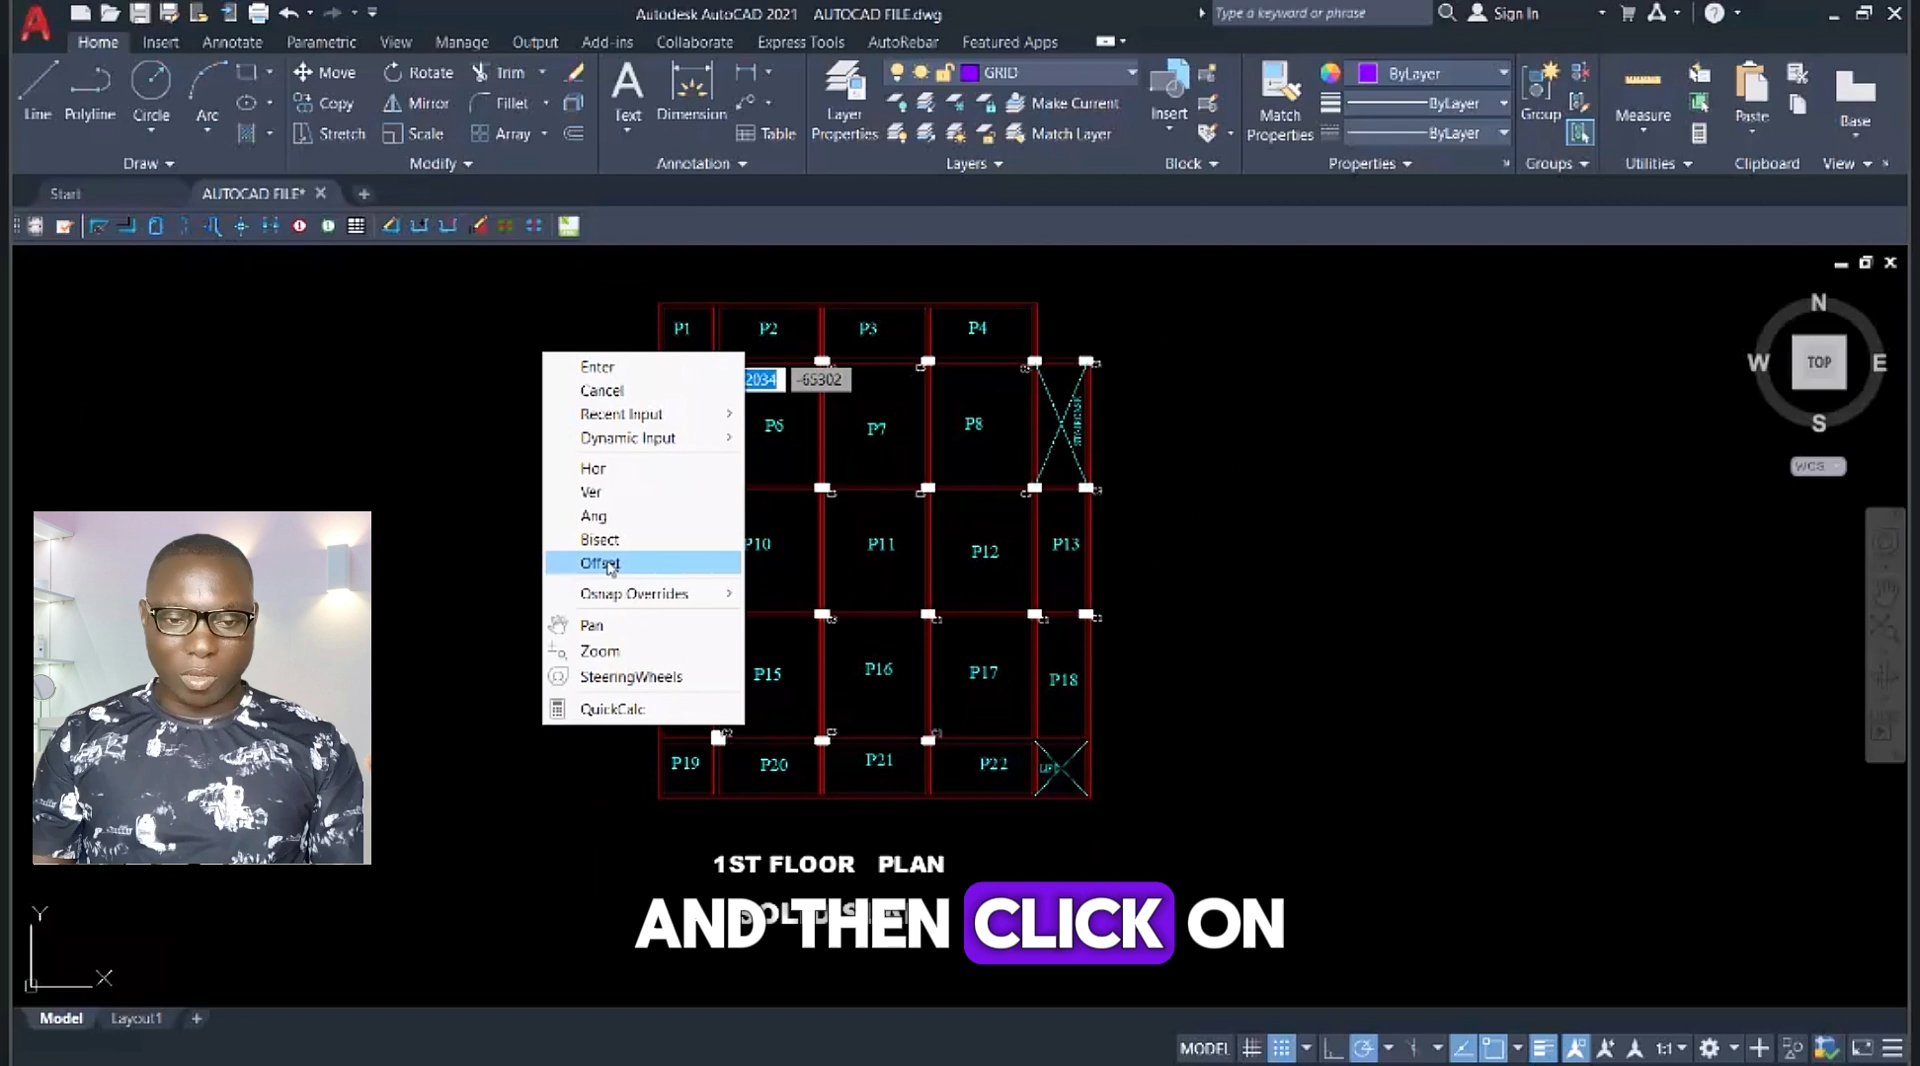 Autodesk AutoCAD 2021 AUTOCAD FILE.dwg
Type a keyword or phrase
Sign In
Home Insert Annotate Parametric View Manage Output Add-ins Collaborate Express Tools AutoRebar Featured Apps
Line Polyline Circle Arc
Move Rotate Trim
Copy Mirror Fillet
Stretch Scale Array
Text Dimension Table
Layer Properties
GRID
Make Current
Match Layer
Insert
Match Properties
ByLayer
ByLayer
ByLayer
Group Measure Paste Base
Draw Modify Annotation Layers Block Properties Groups Utilities Clipboard View
Start AUTOCAD FILE*
N
W TOP E
S
WCS
P1 P2 P3 P4
2034 -65302
P6 P7 P8
P10 P11 P12 P13
P15 P16 P17 P18
P19 P20 P21 P22
Enter
Cancel
Recent Input
Dynamic Input
Hor
Ver
Ang
Bisect
Offset
Osnap Overrides
Pan
Zoom
SteeringWheels
QuickCalc
1ST FLOOR PLAN
AND THEN CLICK ON
Y
X
Model Layout1
MODEL 1:1